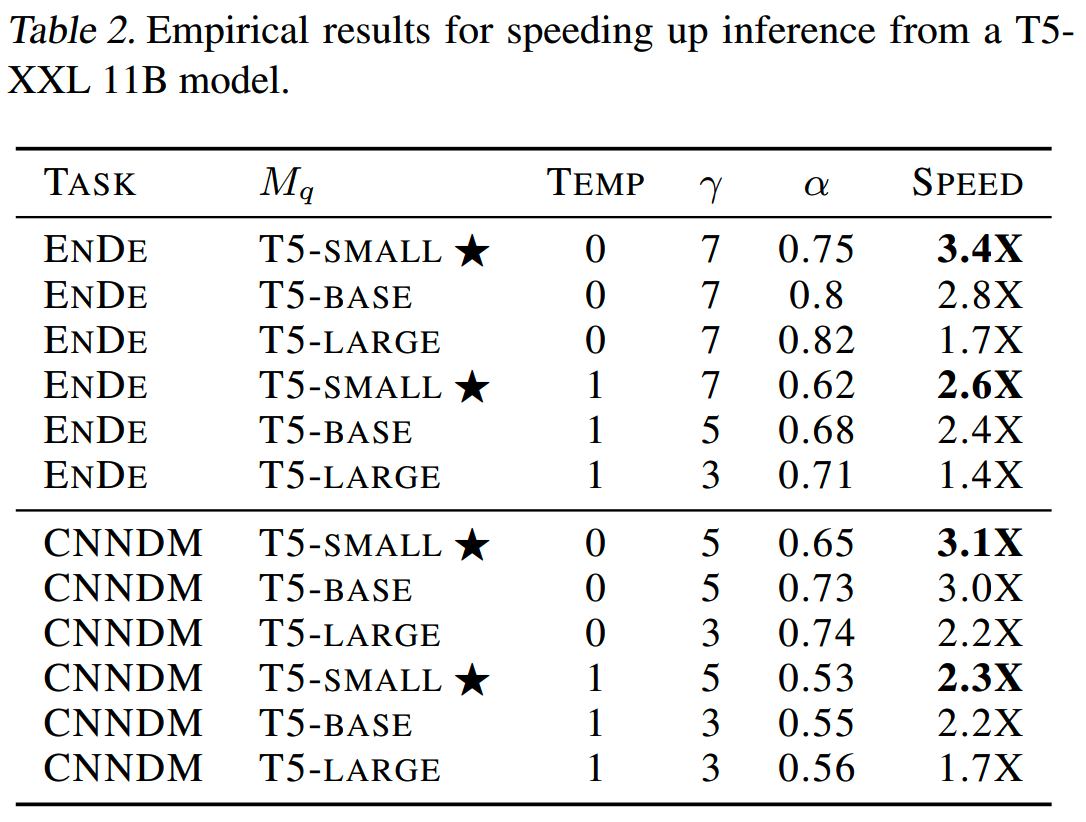 Table 2. Empirical results for speeding up inference from a T5-
XXL 11B model.
TASK M_q TEMP γ α SPEED
ENDE T5-SMALL ★ 0 7 0.75 3.4X
ENDE T5-BASE 0 7 0.8 2.8X
ENDE T5-LARGE 0 7 0.82 1.7X
ENDE T5-SMALL ★ 1 7 0.62 2.6X
ENDE T5-BASE 1 5 0.68 2.4X
ENDE T5-LARGE 1 3 0.71 1.4X
CNNDM T5-SMALL ★ 0 5 0.65 3.1X
CNNDM T5-BASE 0 5 0.73 3.0X
CNNDM T5-LARGE 0 3 0.74 2.2X
CNNDM T5-SMALL ★ 1 5 0.53 2.3X
CNNDM T5-BASE 1 3 0.55 2.2X
CNNDM T5-LARGE 1 3 0.56 1.7X